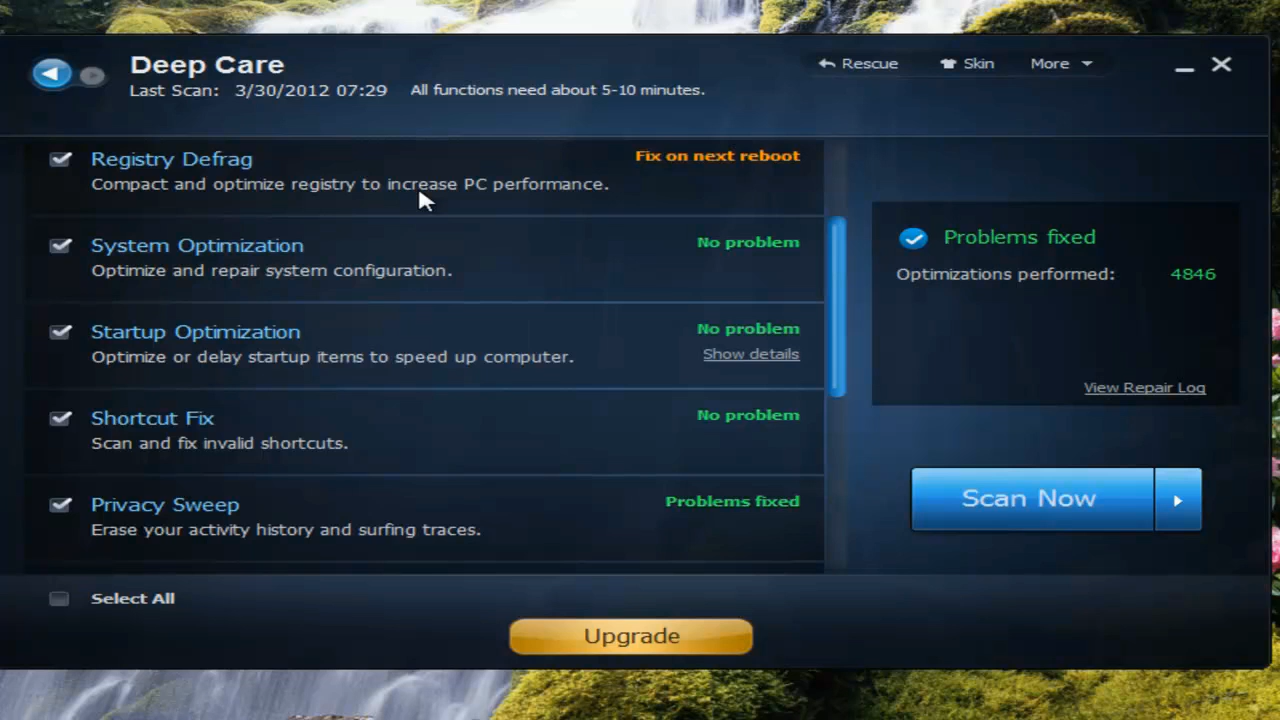 Deep Care
Rescue
Skin
More
Last Scan: 3/30/2012 07:29 All functions need about 5-10 minutes.
Registry Defrag
Fix on next reboot
Compact and optimize registry to increase PC performance.
System Optimization
No problem
Optimize and repair system configuration.
Startup Optimization
No problem
Optimize or delay startup items to speed up computer.
Show details
Shortcut Fix
No problem
Scan and fix invalid shortcuts.
Privacy Sweep
Problems fixed
Erase your activity history and surfing traces.
Problems fixed
Optimizations performed: 4846
View Repair Log
Scan Now
Select All
Upgrade